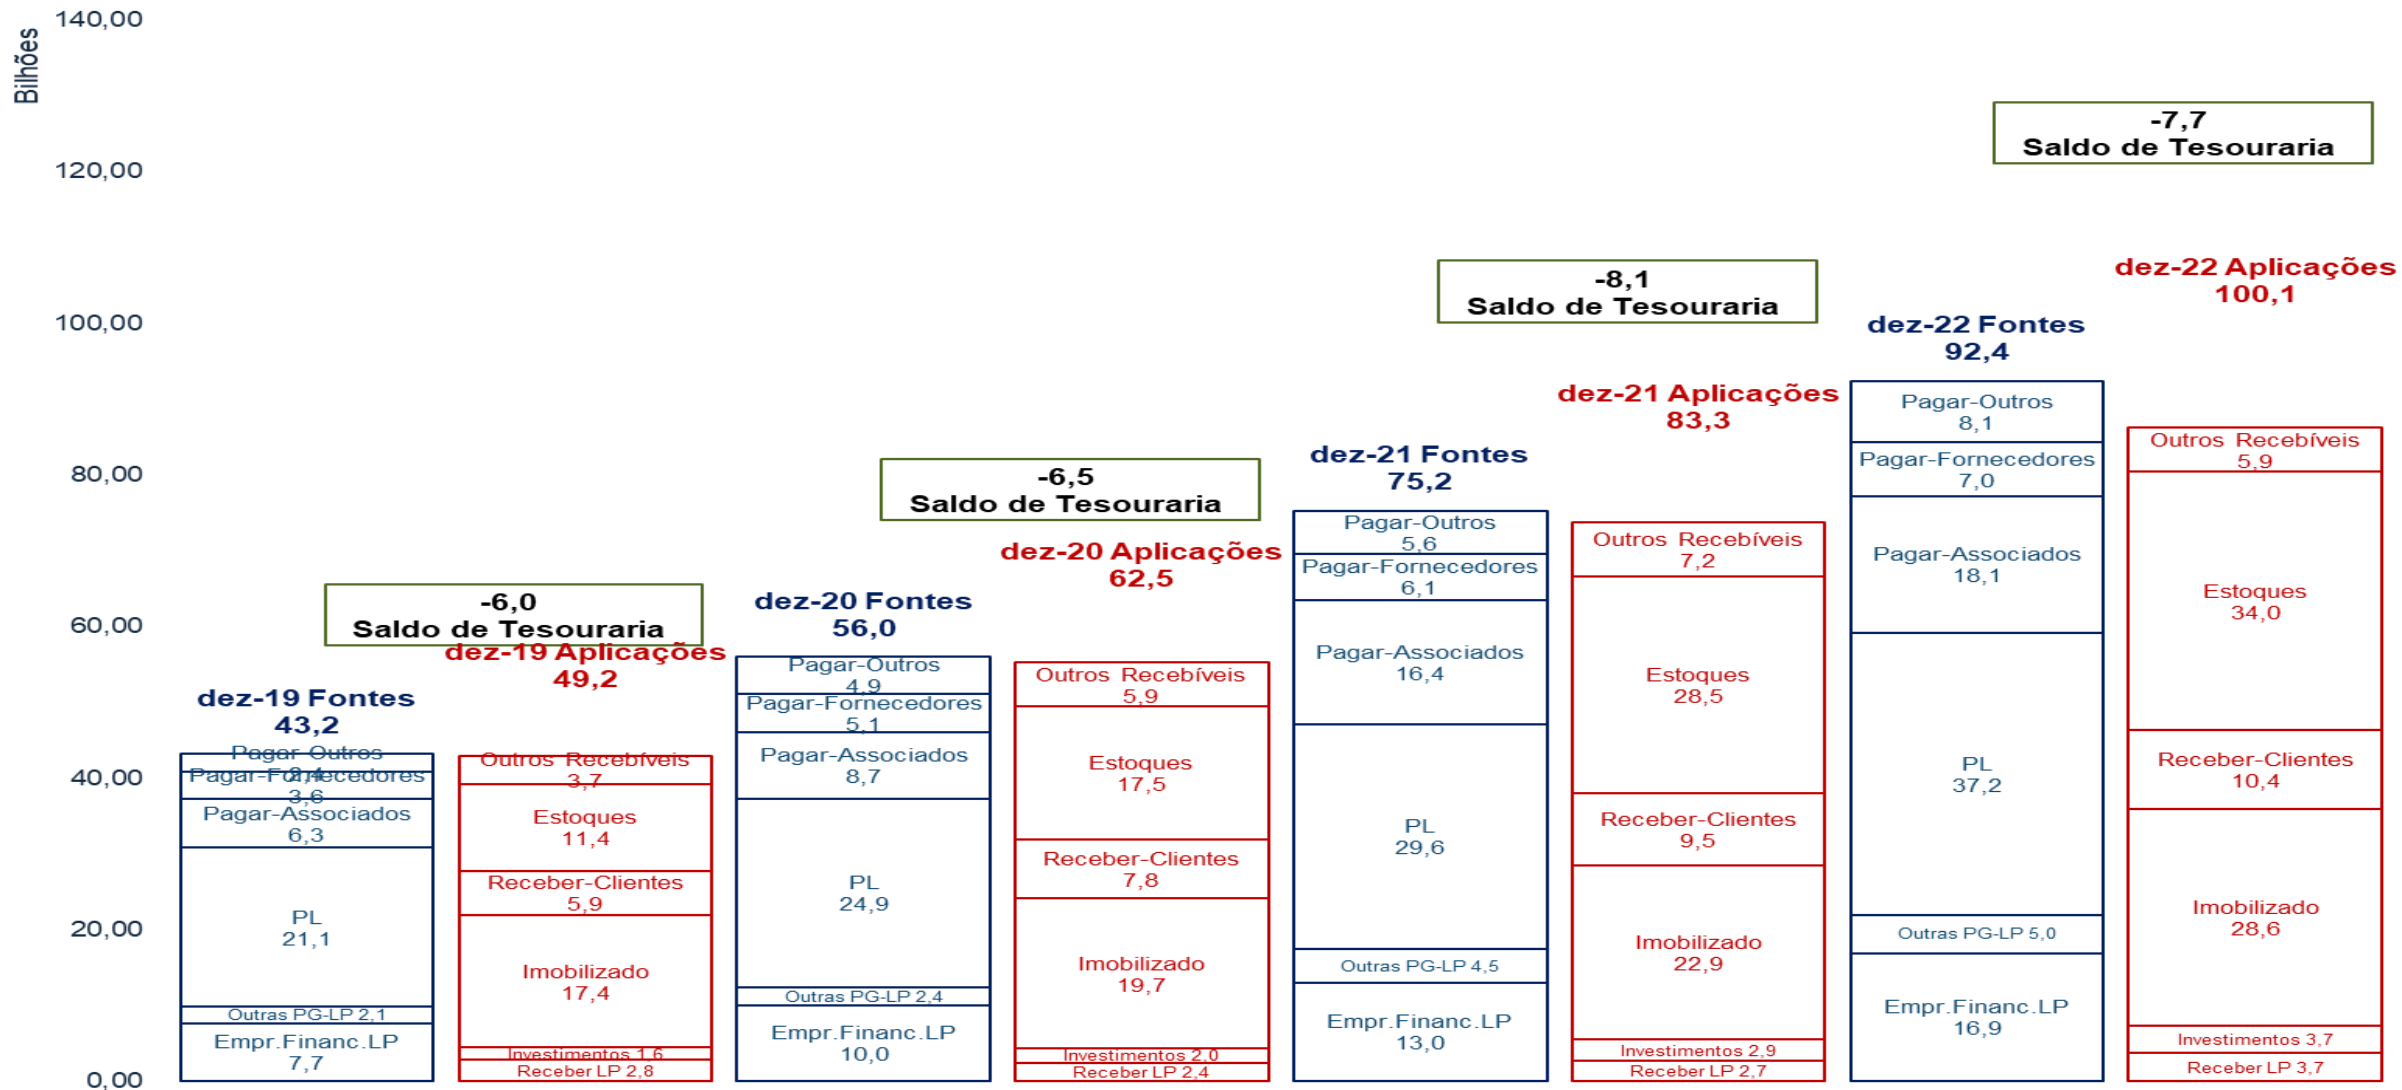 Bilhões
140,00
120,00
100,00
80,00
60,00
40,00
20,00
0,00
dez-19 Fontes
43,2
Pagar-Outros
2,4
Pagar-Fornecedores
3,6
Pagar-Associados
6,3
PL
21,1
Outras PG-LP 2,1
Empr.Financ.LP
7,7
-6,0
Saldo de Tesouraria
dez-19 Aplicações
49,2
Outros Recebíveis
3,7
Estoques
11,4
Receber-Clientes
5,9
Imobilizado
17,4
Investimentos 1,6
Receber LP 2,8
dez-20 Fontes
56,0
Pagar-Outros
4,9
Pagar-Fornecedores
5,1
Pagar-Associados
8,7
PL
24,9
Outras PG-LP 2,4
Empr.Financ.LP
10,0
-6,5
Saldo de Tesouraria
dez-20 Aplicações
62,5
Outros Recebíveis
5,9
Estoques
17,5
Receber-Clientes
7,8
Imobilizado
19,7
Investimentos 2,0
Receber LP 2,4
dez-21 Fontes
75,2
Pagar-Outros
5,6
Pagar-Fornecedores
6,1
Pagar-Associados
16,4
PL
29,6
Outras PG-LP 4,5
Empr.Financ.LP
13,0
-8,1
Saldo de Tesouraria
dez-21 Aplicações
83,3
Outros Recebíveis
7,2
Estoques
28,5
Receber-Clientes
9,5
Imobilizado
22,9
Investimentos 2,9
Receber LP 2,7
dez-22 Fontes
92,4
Pagar-Outros
8,1
Pagar-Fornecedores
7,0
Pagar-Associados
18,1
PL
37,2
Outras PG-LP 5,0
Empr.Financ.LP
16,9
-7,7
Saldo de Tesouraria
dez-22 Aplicações
100,1
Outros Recebíveis
5,9
Estoques
34,0
Receber-Clientes
10,4
Imobilizado
28,6
Investimentos 3,7
Receber LP 3,7